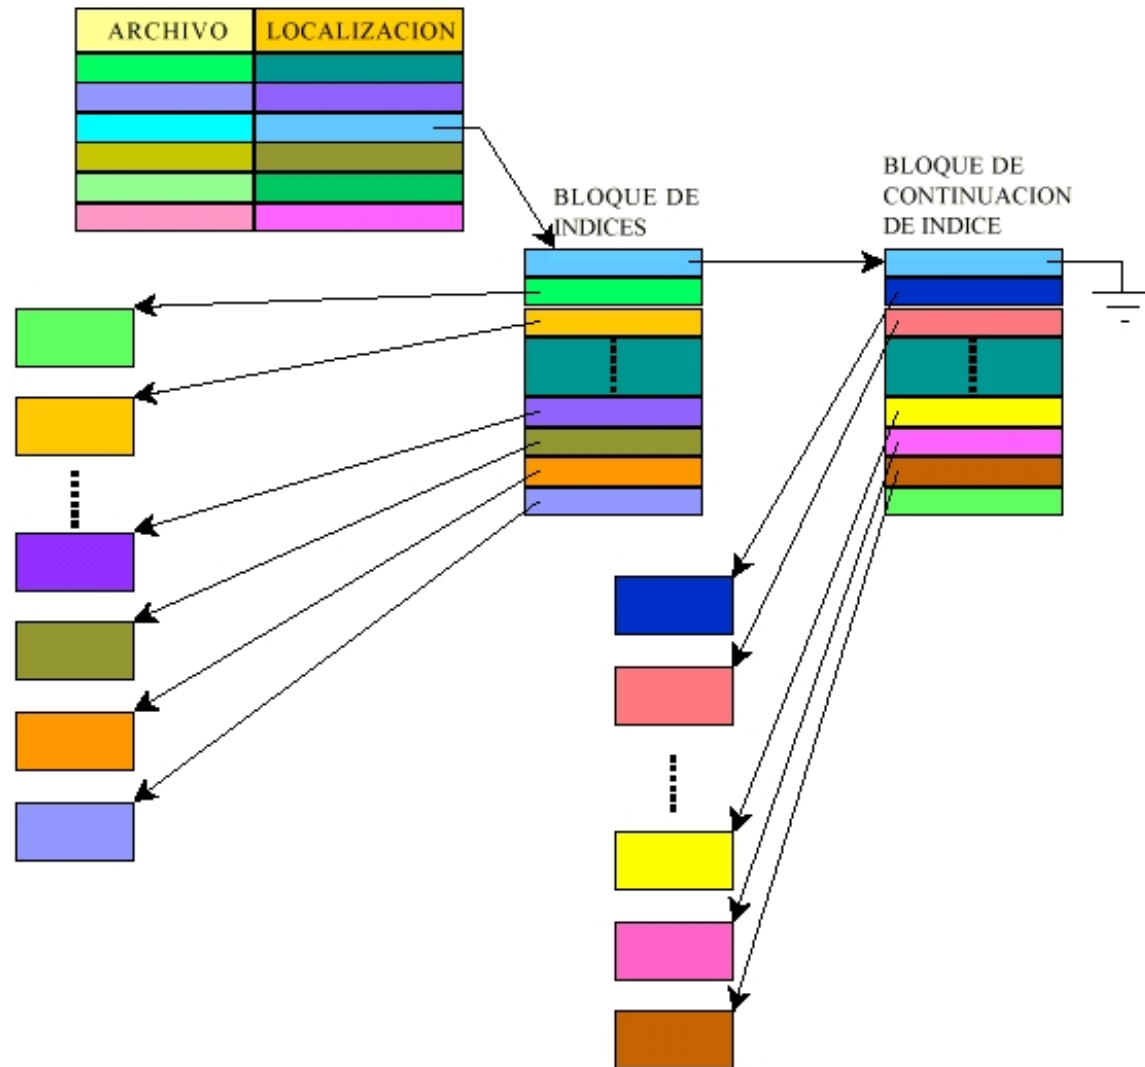 ARCHIVO
LOCALIZACION
BLOQUE DE
INDICES
BLOQUE DE
CONTINUACION
DE INDICE